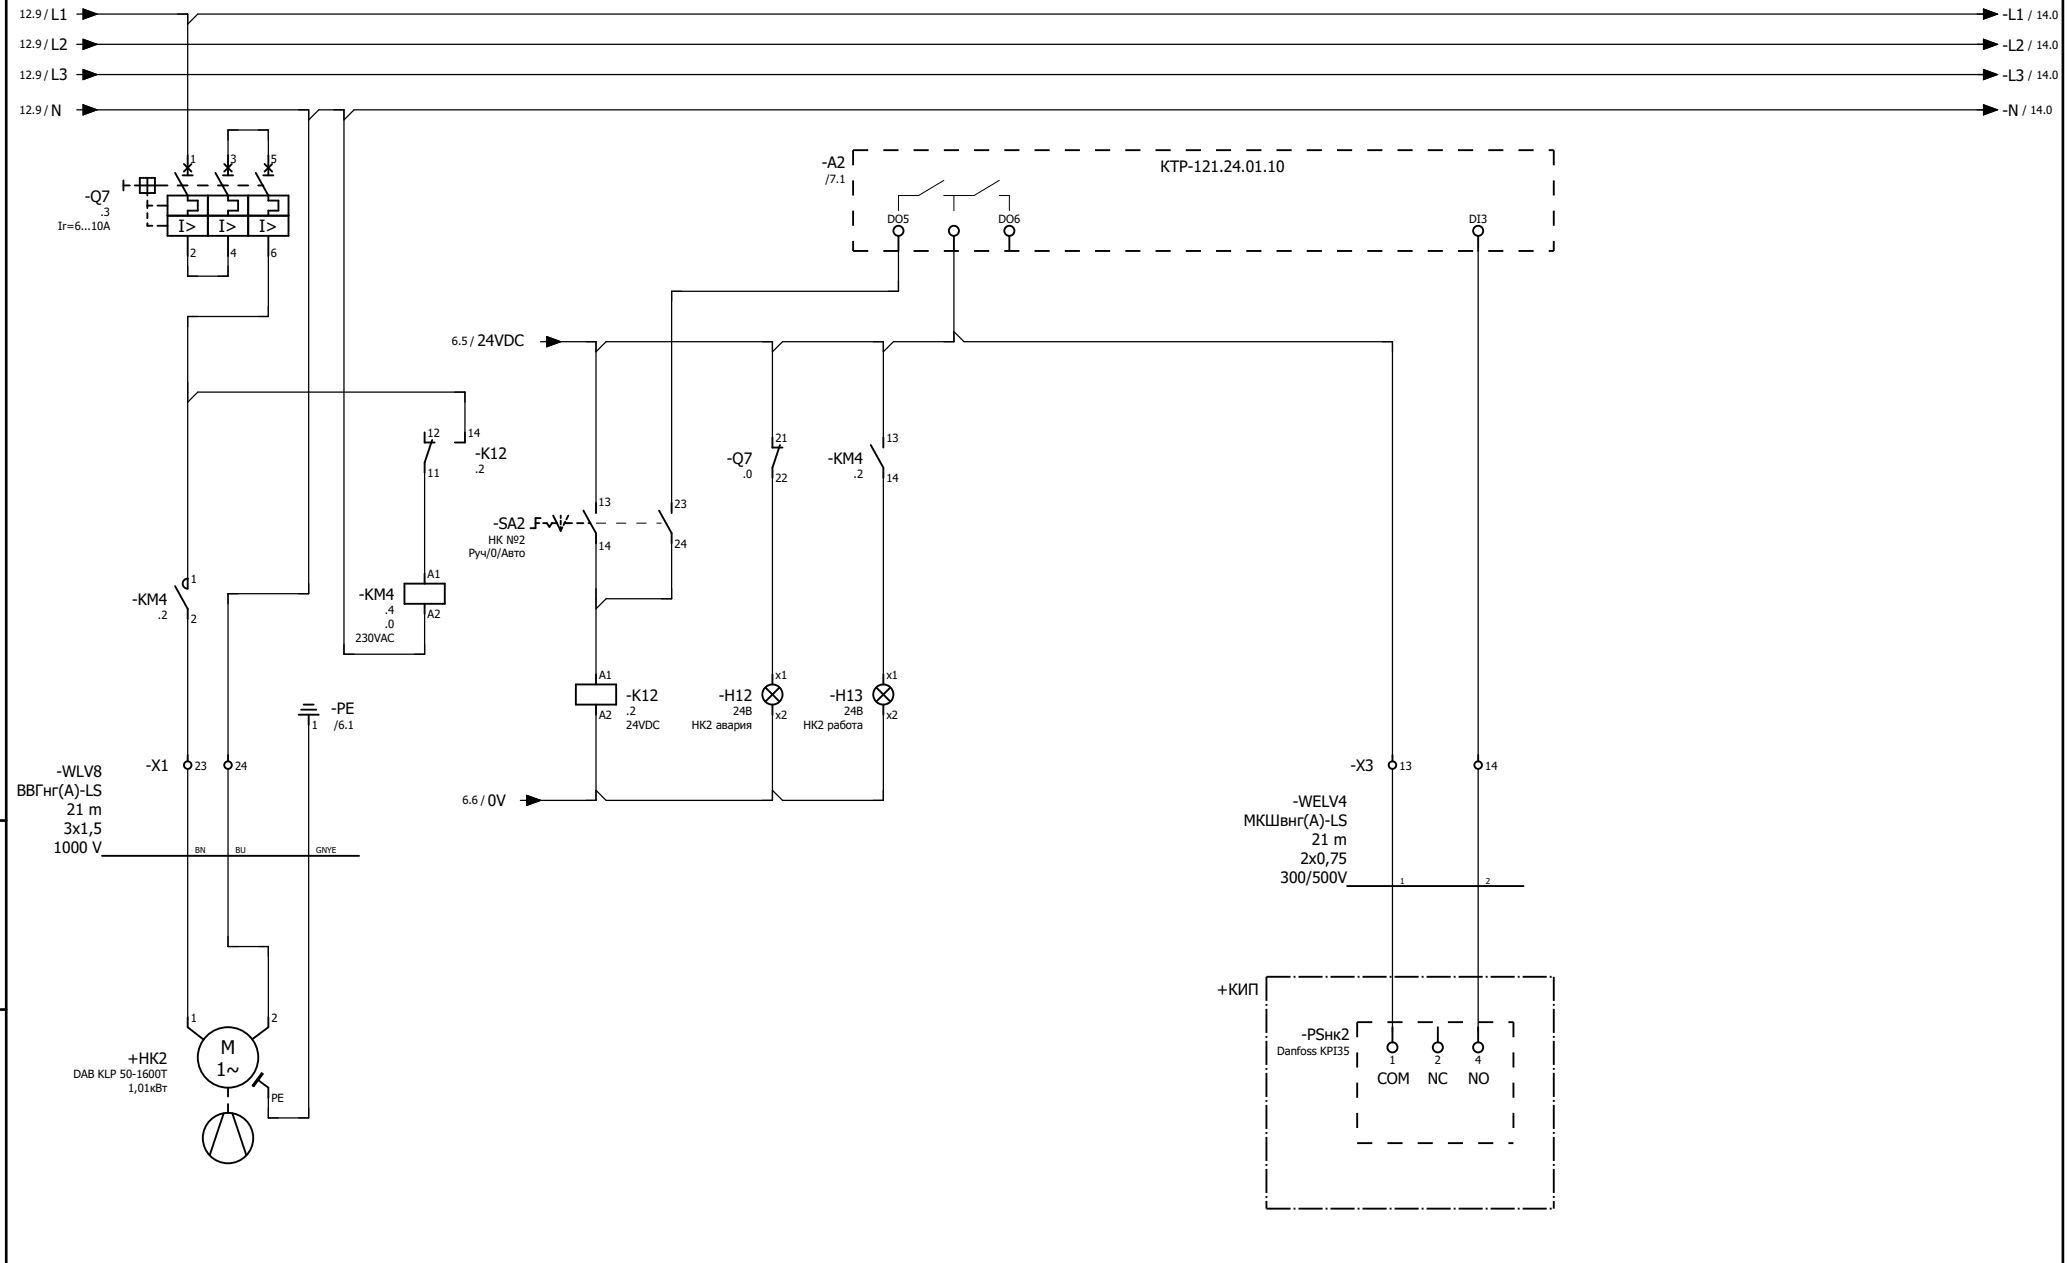 12.9 / L1
-L1 / 14.0
12.9 / L2
-L2 / 14.0
12.9 / L3
-L3 / 14.0
12.9 / N
-N / 14.0
-Q7
.3
Ir=6...10A
1
3
5
I>
I>
I>
2
4
6
-A2
/7.1
КТР-121.24.01.10
DO5
DO6
DI3
6.5 / 24VDC
12
14
11
-K12
.2
-Q7
.0
21
22
-KM4
.2
13
14
-SA2
НК №2
Руч/0/Авто
13
14
23
24
-KM4
.2
1
2
-KM4
.4
.0
230VAC
A1
A2
-PE
/6.1
1
A1
A2
-K12
.2
24VDC
-H12
24В
НК2 авария
x1
x2
-H13
24В
НК2 работа
x1
x2
6.6 / 0V
-X1
23
24
-X3
13
14
-WLV8
ВВГнг(А)-LS
21 m
3x1,5
1000 V
BN
BU
GNYE
-WELV4
МКШвнг(А)-LS
21 m
2x0,75
300/500V
1
2
+НК2
DAB KLP 50-1600T
1,01кВт
1
2
M
1~
PE
+КИП
-PSнк2
Danfoss KPI35
1
2
4
COM
NC
NO